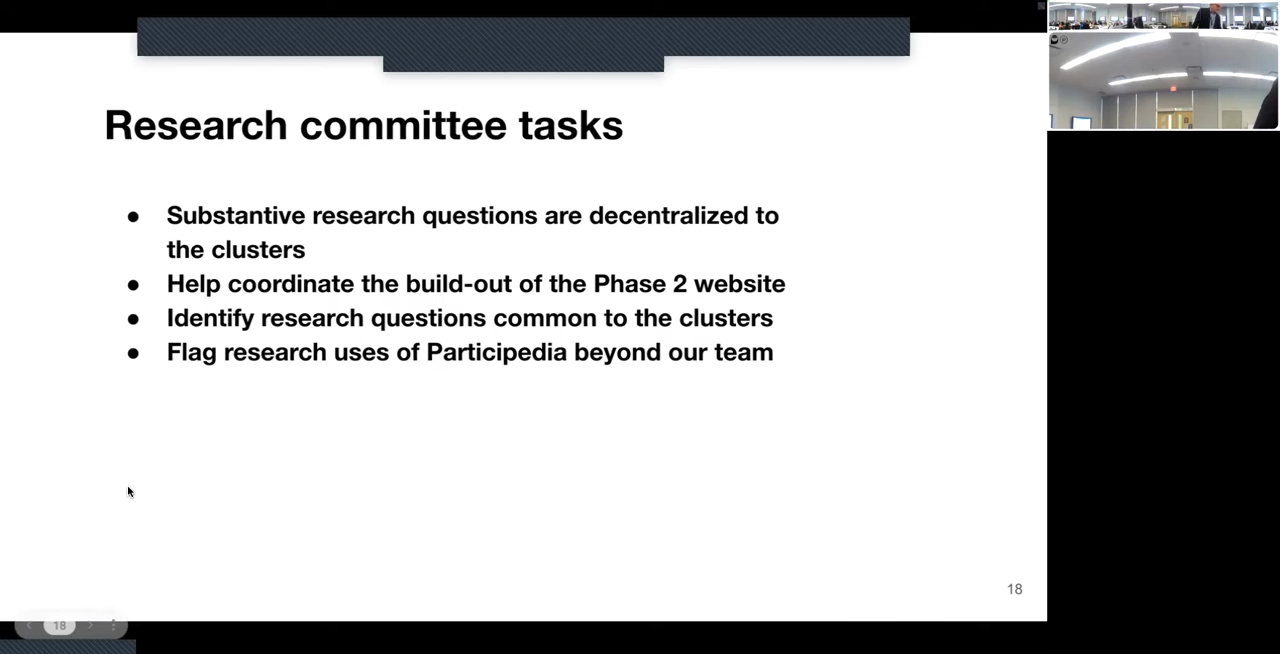 Research committee tasks
● Substantive research questions are decentralized to
the clusters
● Help coordinate the build-out of the Phase 2 website
● Identify research questions common to the clusters
● Flag research uses of Participedia beyond our team
18
18